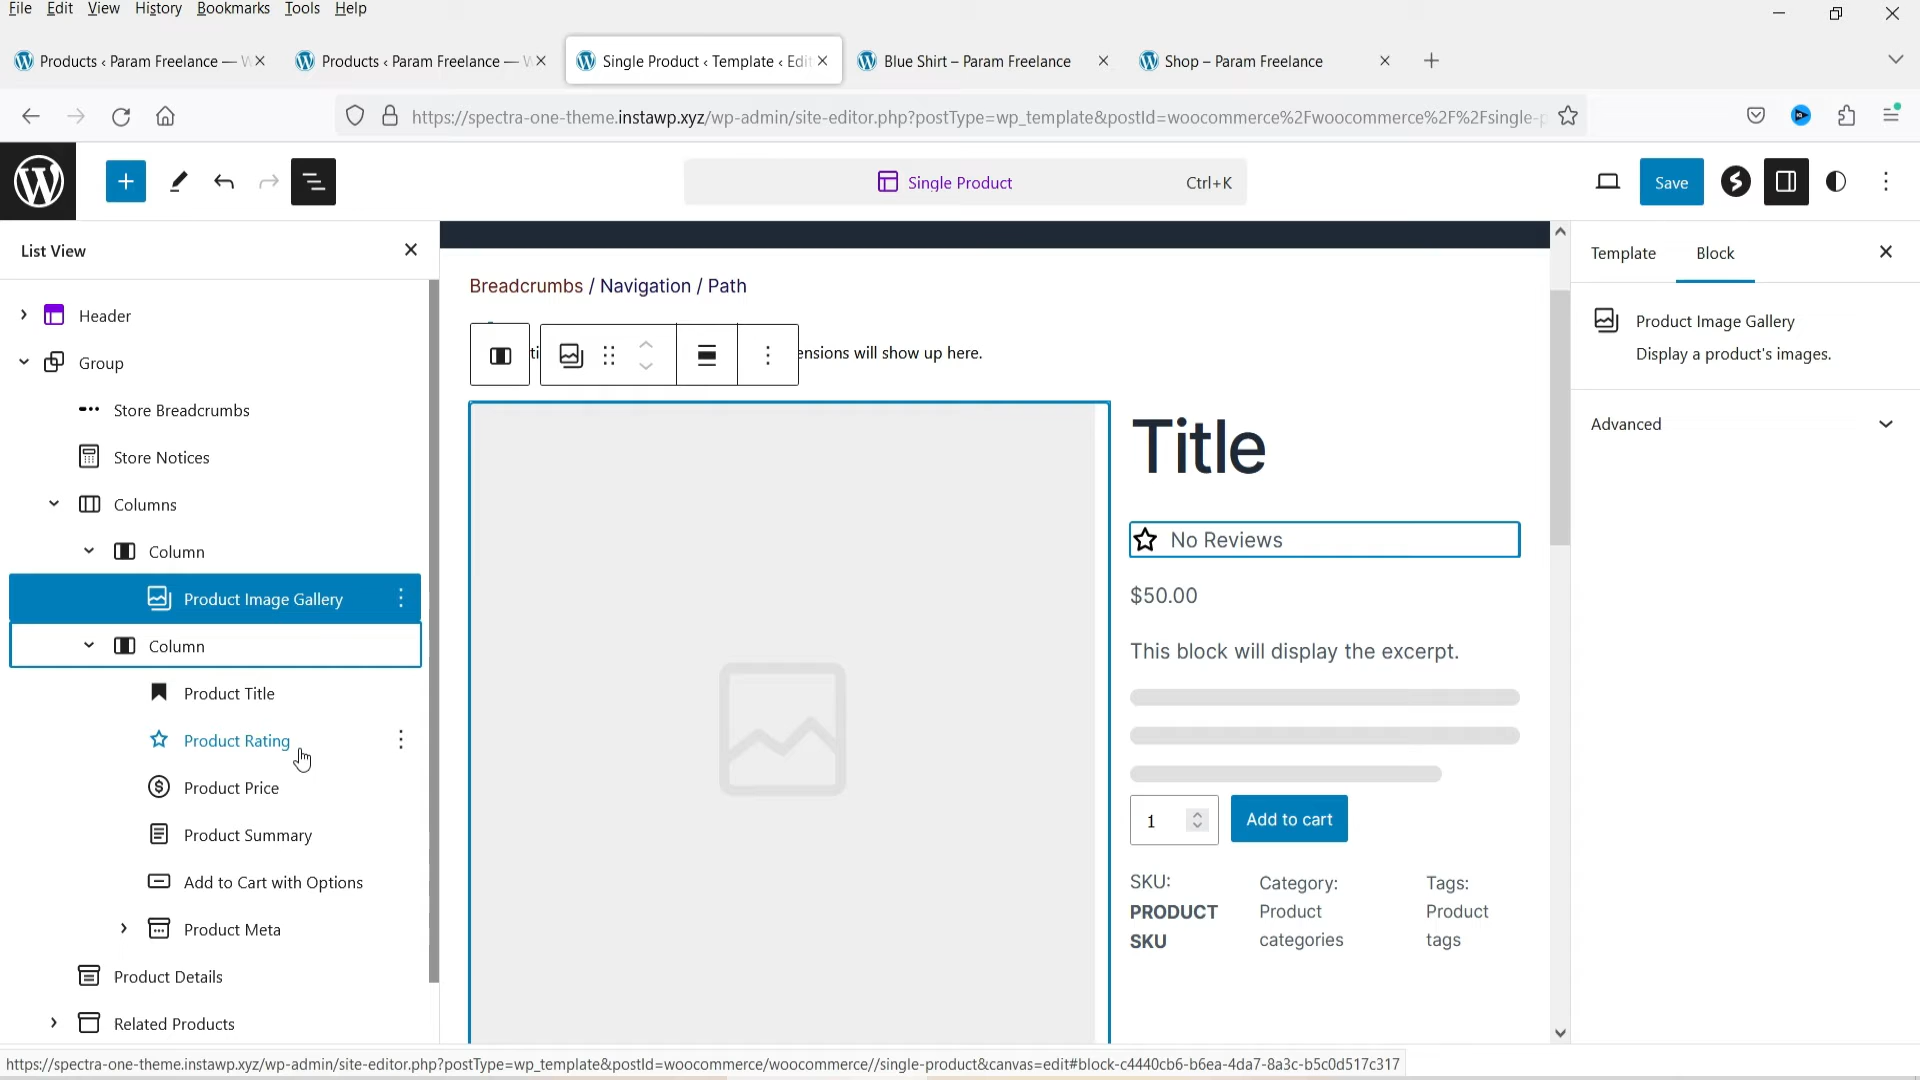 File Edit View History Bookmarks Tools Help
Products ‹ Param Freelance — W
Products ‹ Param Freelance — W
Single Product ‹ Template ‹ Edi
Blue Shirt – Param Freelance
Shop – Param Freelance
https://spectra-one-theme.instawp.xyz/wp-admin/site-editor.php?postType=wp_template&postId=woocommerce%2Fwoocommerce%2F%2Fsingle-p
Single Product Ctrl+K
Save
List View
Header
Group
Store Breadcrumbs
Store Notices
Columns
Column
Product Image Gallery
Column
Product Title
Product Rating
Product Price
Product Summary
Add to Cart with Options
Product Meta
Product Details
Related Products
Breadcrumbs / Navigation / Path
ti ensions will show up here.
Title
No Reviews
$50.00
This block will display the excerpt.
1 Add to cart
SKU: PRODUCT SKU
Category: Product categories
Tags: Product tags
Template Block
Product Image Gallery
Display a product's images.
Advanced
https://spectra-one-theme.instawp.xyz/wp-admin/site-editor.php?postType=wp_template&postId=woocommerce/woocommerce//single-product&canvas=edit#block-c4440cb6-b6ea-4da7-8a3c-b5c0d517c317